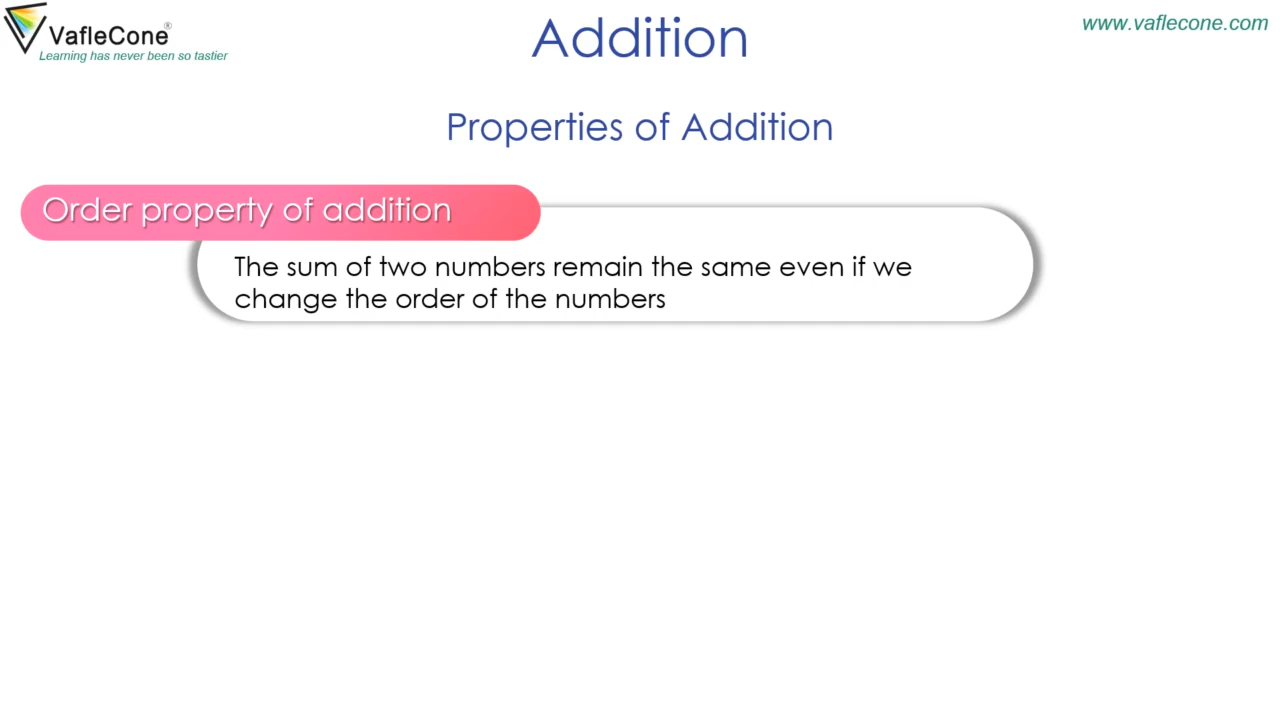 VafleCone®
Learning has never been so tastier
Addition
www.vaflecone.com
Properties of Addition
Order property of addition
The sum of two numbers remain the same even if we
change the order of the numbers